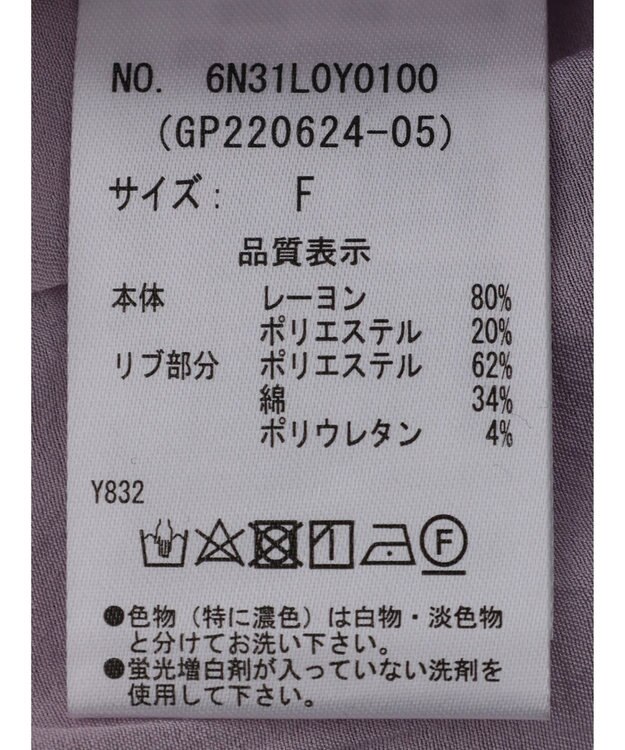 NO. 6N31L0Y0100
(GP220624-05)
サイズ： F
品質表示
本体 レーヨン 80%
ポリエステル 20%
リブ部分 ポリエステル 62%
綿 34%
ポリウレタン 4%
Y832
F
●色物（特に濃色）は白物・淡色物
と分けてお洗い下さい。
●蛍光増白剤が入っていない洗剤を
使用して下さい。